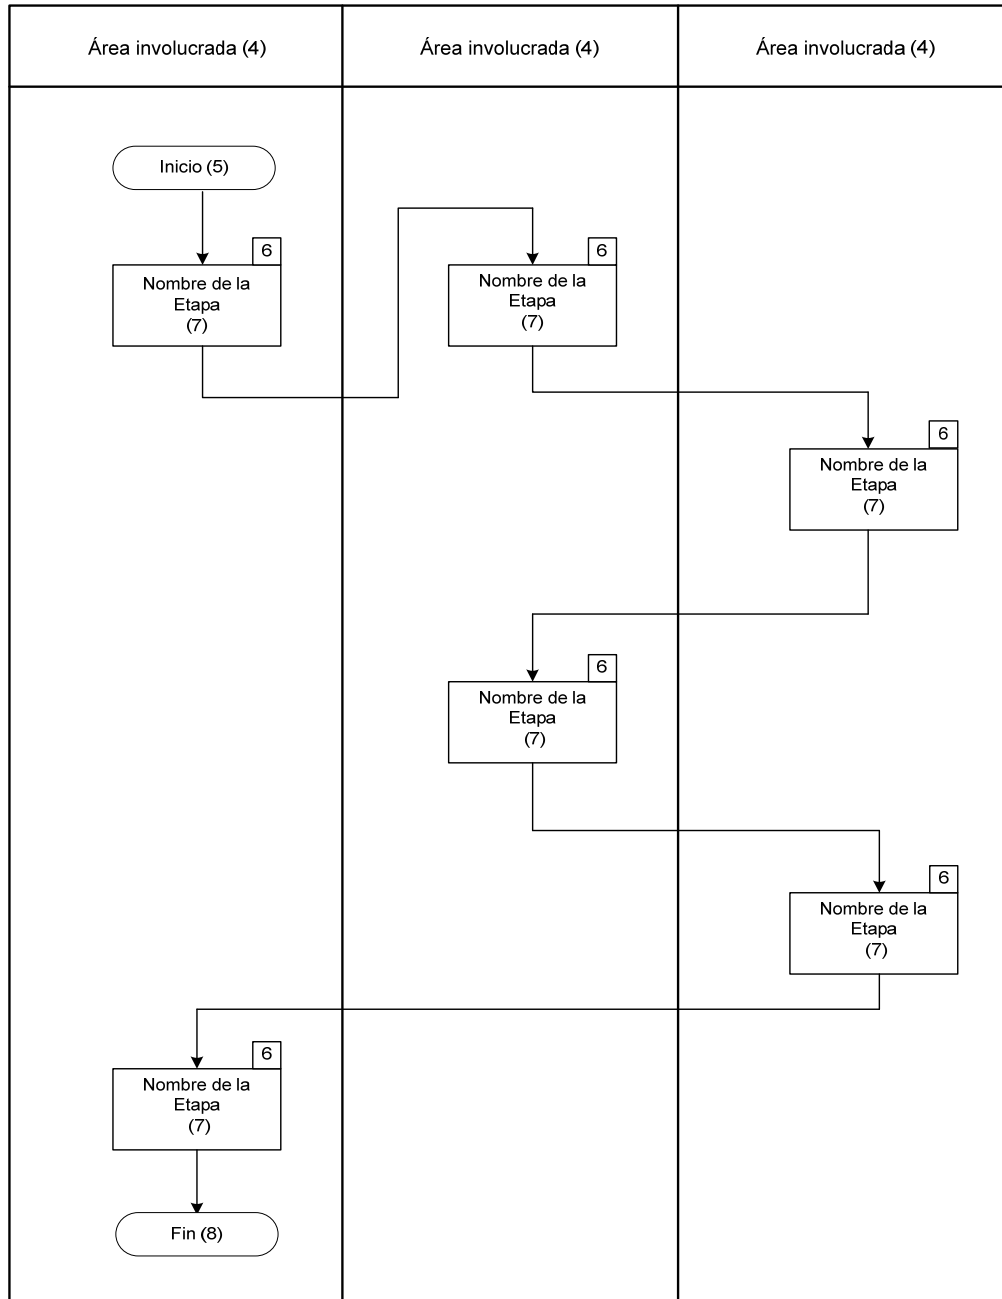 Área involucrada (4)
Área involucrada (4)
Área involucrada (4)
Inicio (5)
6
Nombre de la
Etapa
(7)
6
Nombre de la
Etapa
(7)
6
Nombre de la
Etapa
(7)
6
Nombre de la
Etapa
(7)
6
Nombre de la
Etapa
(7)
6
Nombre de la
Etapa
(7)
Fin (8)